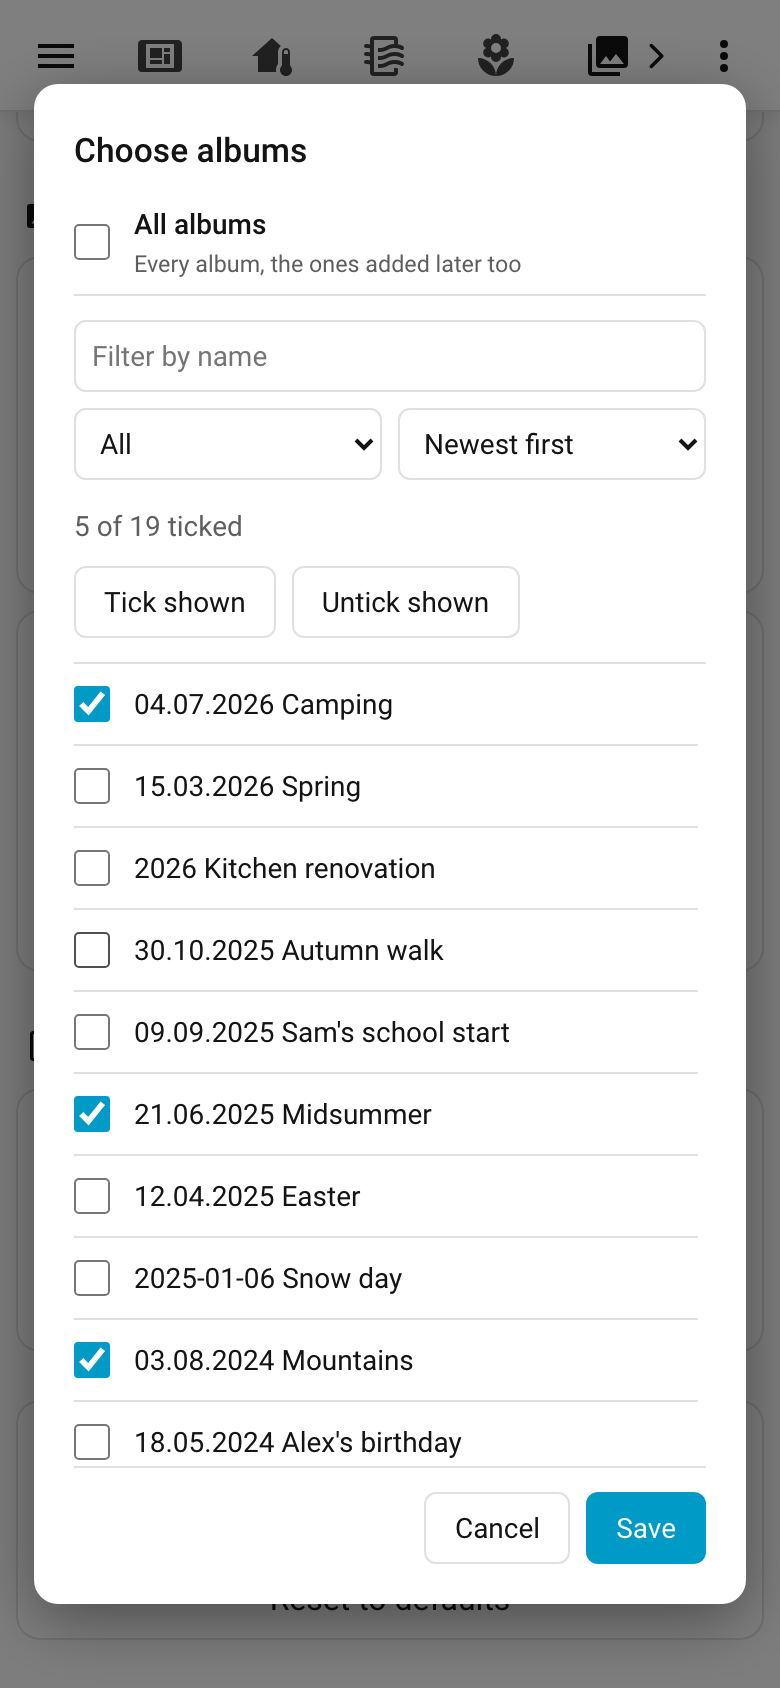 Choose albums
All albums
Every album, the ones added later too
Filter by name
All
Newest first
5 of 19 ticked
Tick shown
Untick shown
04.07.2026 Camping
15.03.2026 Spring
2026 Kitchen renovation
30.10.2025 Autumn walk
09.09.2025 Sam's school start
21.06.2025 Midsummer
12.04.2025 Easter
2025-01-06 Snow day
03.08.2024 Mountains
18.05.2024 Alex's birthday
Cancel
Save
Reset to defaults